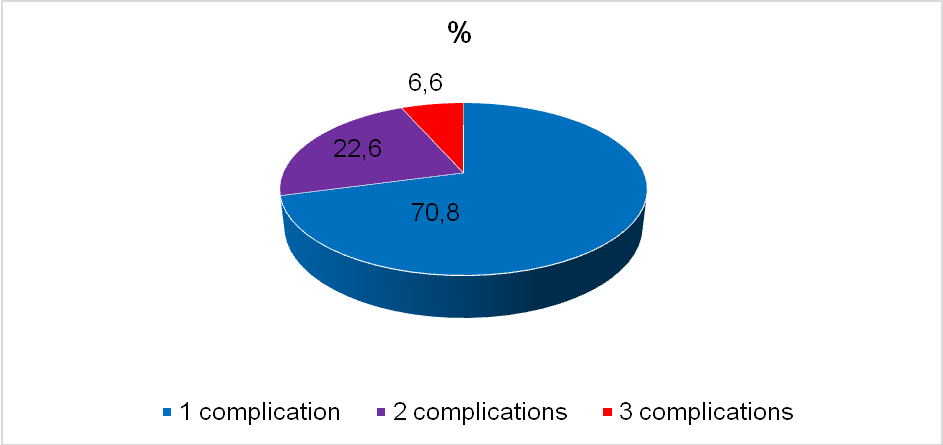 %
6,6
22,6
70,8
1 complication 2 complications 3 complications